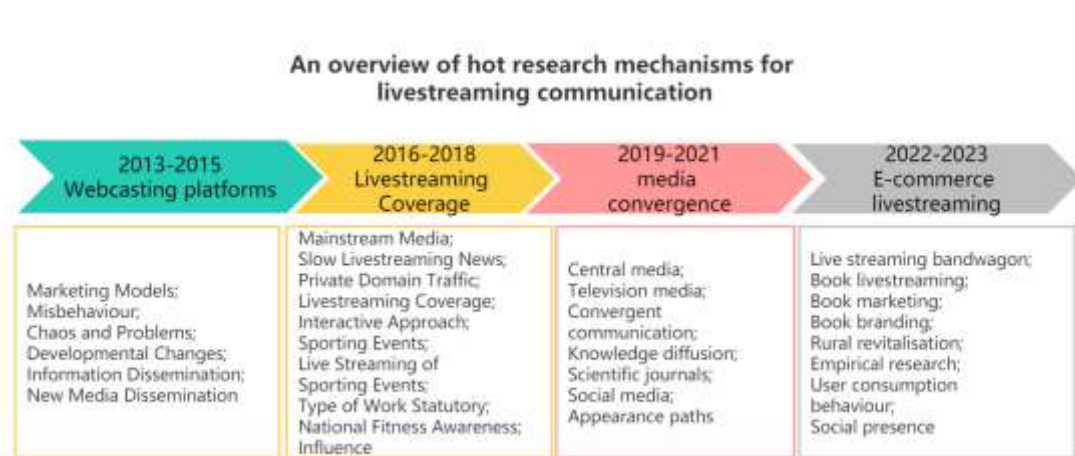 An overview of hot research mechanisms for
livestreaming communication
2013-2015
Webcasting platforms
2016-2018
Livestreaming
Coverage
2019-2021
media
convergence
2022-2023
E-commerce
livestreaming
Marketing Models;
Misbehaviour;
Chaos and Problems;
Developmental Changes;
Information Dissemination;
New Media Dissemination
Mainstream Media;
Slow Livestreaming News;
Private Domain Traffic;
Livestreaming Coverage;
Interactive Approach;
Sporting Events;
Live Streaming of
Sporting Events;
Type of Work Statutory;
National Fitness Awareness;
Influence
Central media;
Television media;
Convergent
communication;
Knowledge diffusion;
Scientific journals;
Social media;
Appearance paths
Live streaming bandwagon;
Book livestreaming;
Book marketing;
Book branding;
Rural revitalisation;
Empirical research;
User consumption
behaviour;
Social presence